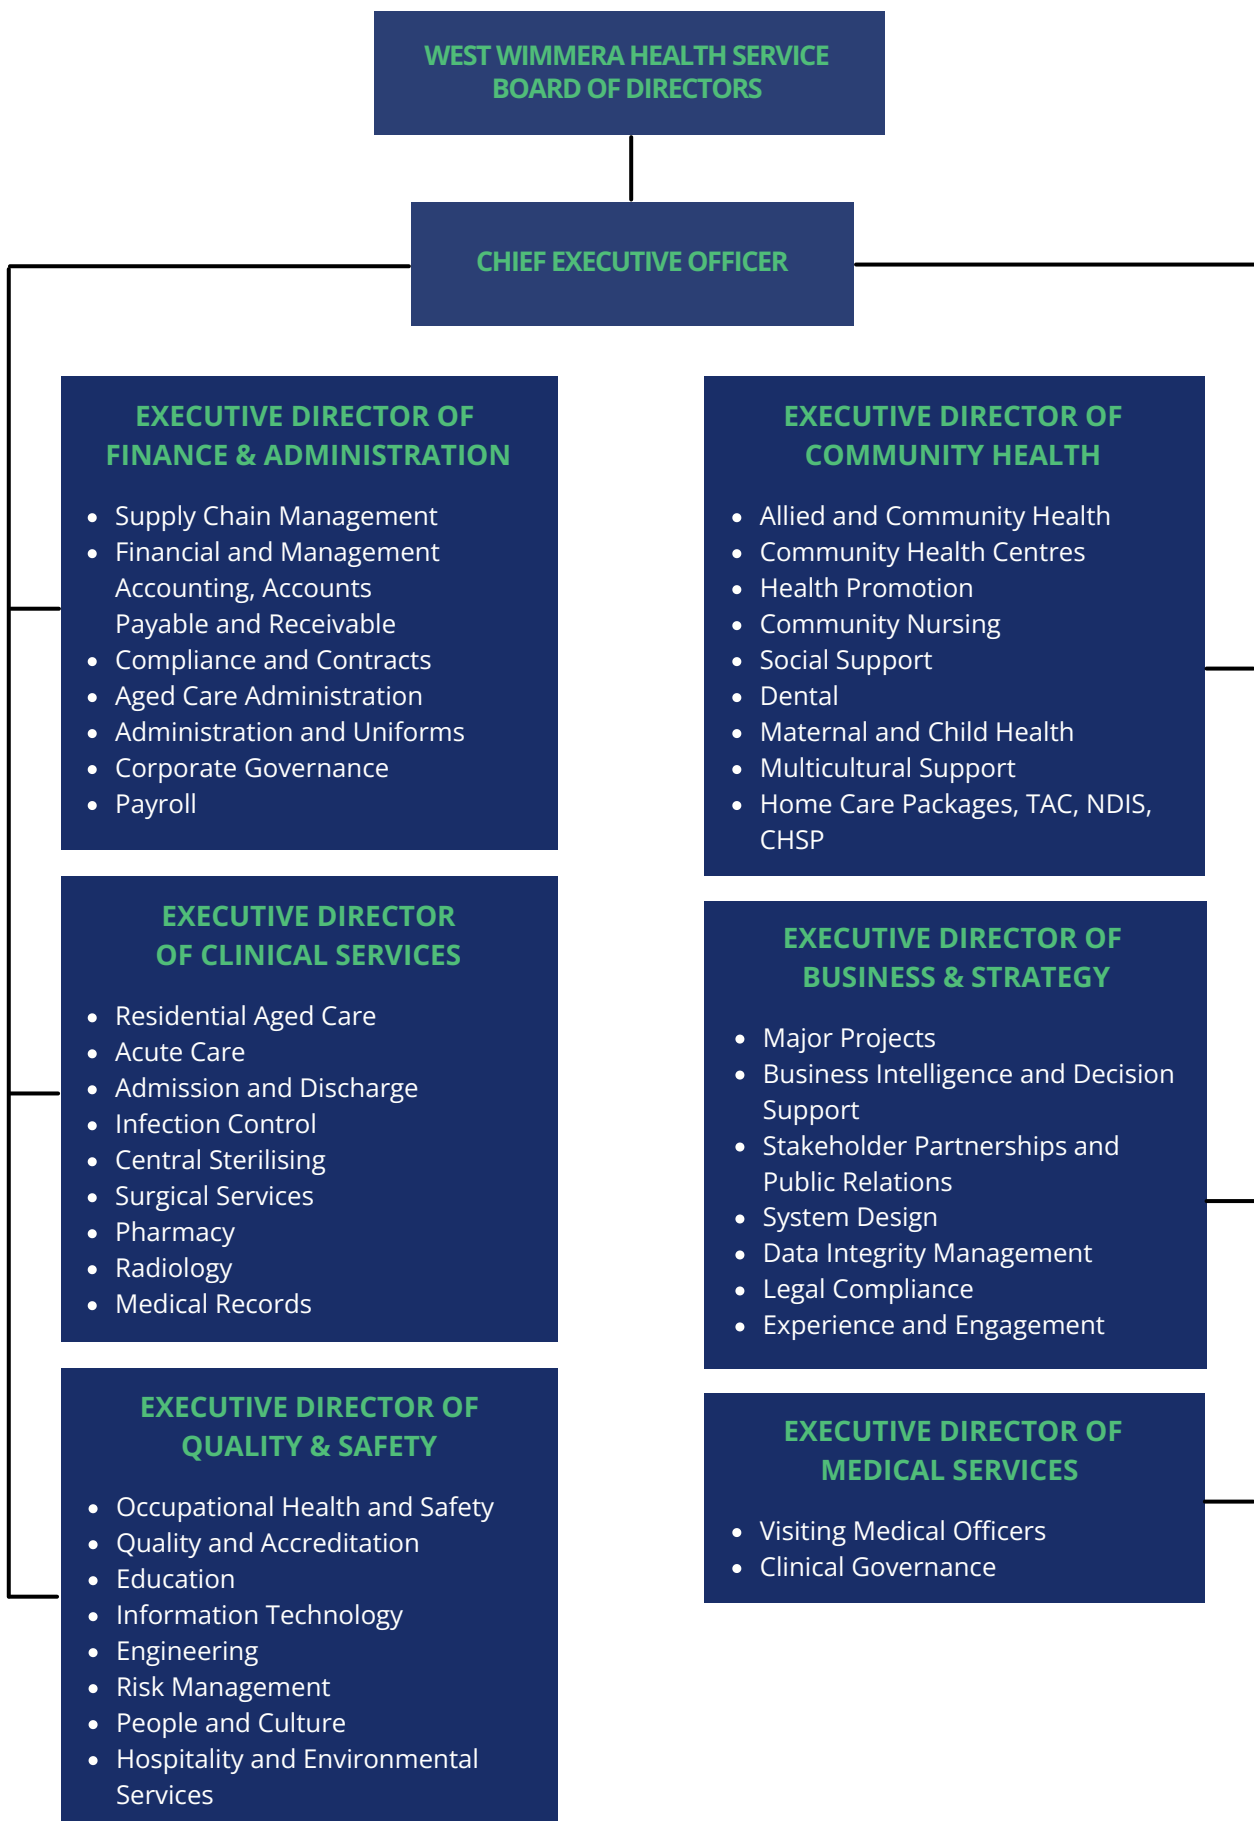 WEST WIMMERA HEALTH SERVICE
BOARD OF DIRECTORS
CHIEF EXECUTIVE OFFICER
EXECUTIVE DIRECTOR OF
FINANCE & ADMINISTRATION
• Supply Chain Management
• Financial and Management
Accounting, Accounts
Payable and Receivable
• Compliance and Contracts
• Aged Care Administration
• Administration and Uniforms
• Corporate Governance
• Payroll
EXECUTIVE DIRECTOR
OF CLINICAL SERVICES
• Residential Aged Care
• Acute Care
• Admission and Discharge
• Infection Control
• Central Sterilising
• Surgical Services
• Pharmacy
• Radiology
• Medical Records
EXECUTIVE DIRECTOR OF
QUALITY & SAFETY
• Occupational Health and Safety
• Quality and Accreditation
• Education
• Information Technology
• Engineering
• Risk Management
• People and Culture
• Hospitality and Environmental
Services
EXECUTIVE DIRECTOR OF
COMMUNITY HEALTH
• Allied and Community Health
• Community Health Centres
• Health Promotion
• Community Nursing
• Social Support
• Dental
• Maternal and Child Health
• Multicultural Support
• Home Care Packages, TAC, NDIS,
CHSP
EXECUTIVE DIRECTOR OF
BUSINESS & STRATEGY
• Major Projects
• Business Intelligence and Decision
Support
• Stakeholder Partnerships and
Public Relations
• System Design
• Data Integrity Management
• Legal Compliance
• Experience and Engagement
EXECUTIVE DIRECTOR OF
MEDICAL SERVICES
• Visiting Medical Officers
• Clinical Governance